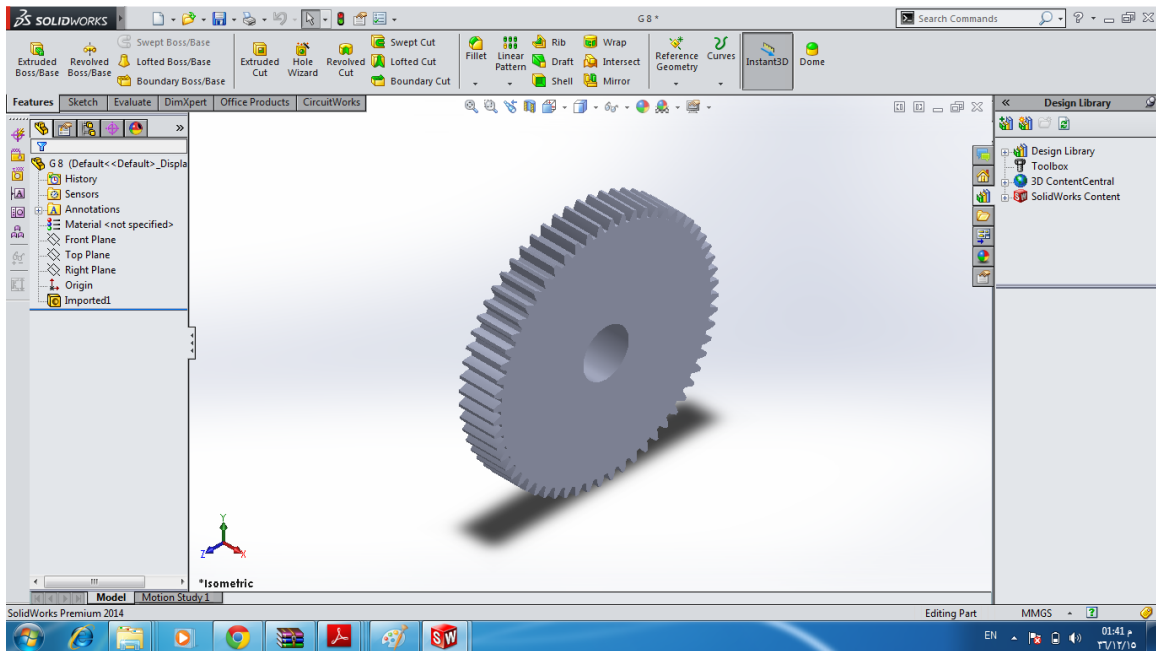 SOLIDWORKS
G 8 *
Search Commands
Extruded Boss/Base
Revolved Boss/Base
Swept Boss/Base
Lofted Boss/Base
Boundary Boss/Base
Extruded Cut
Hole Wizard
Revolved Cut
Swept Cut
Lofted Cut
Boundary Cut
Fillet
Linear Pattern
Rib
Draft
Shell
Wrap
Intersect
Mirror
Reference Geometry
Curves
Instant3D
Dome
Features Sketch Evaluate DimXpert Office Products CircuitWorks
Design Library
G 8 (Default<<Default>_Displa
History
Sensors
Annotations
Material <not specified>
Front Plane
Top Plane
Right Plane
Origin
Imported1
Design Library
Toolbox
3D ContentCentral
SolidWorks Content
Y
Z X
*Isometric
Model Motion Study 1
SolidWorks Premium 2014
Editing Part
MMGS
EN
01:41 م
٣٦/١٢/١٥